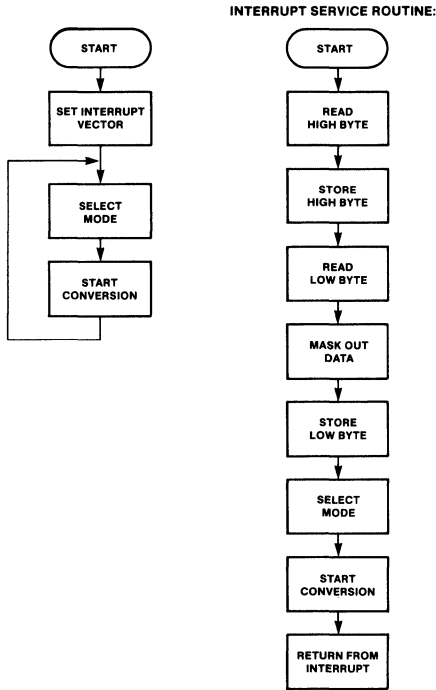 INTERRUPT SERVICE ROUTINE:
START
SET INTERRUPT
VECTOR
SELECT
MODE
START
CONVERSION
START
READ
HIGH BYTE
STORE
HIGH BYTE
READ
LOW BYTE
MASK OUT
DATA
STORE
LOW BYTE
SELECT
MODE
START
CONVERSION
RETURN FROM
INTERRUPT